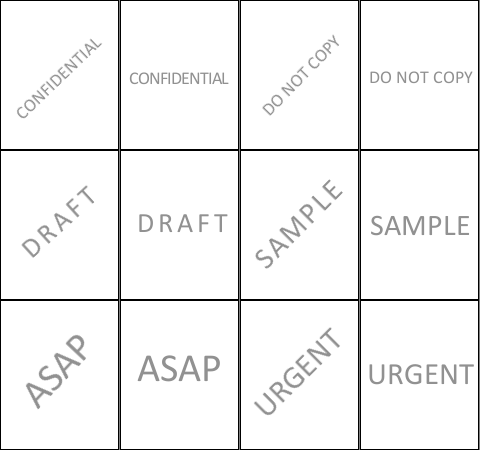 CONFIDENTIAL
CONFIDENTIAL
DO NOT COPY
DO NOT COPY
DRAFT
DRAFT
SAMPLE
SAMPLE
ASAP
ASAP
URGENT
URGENT